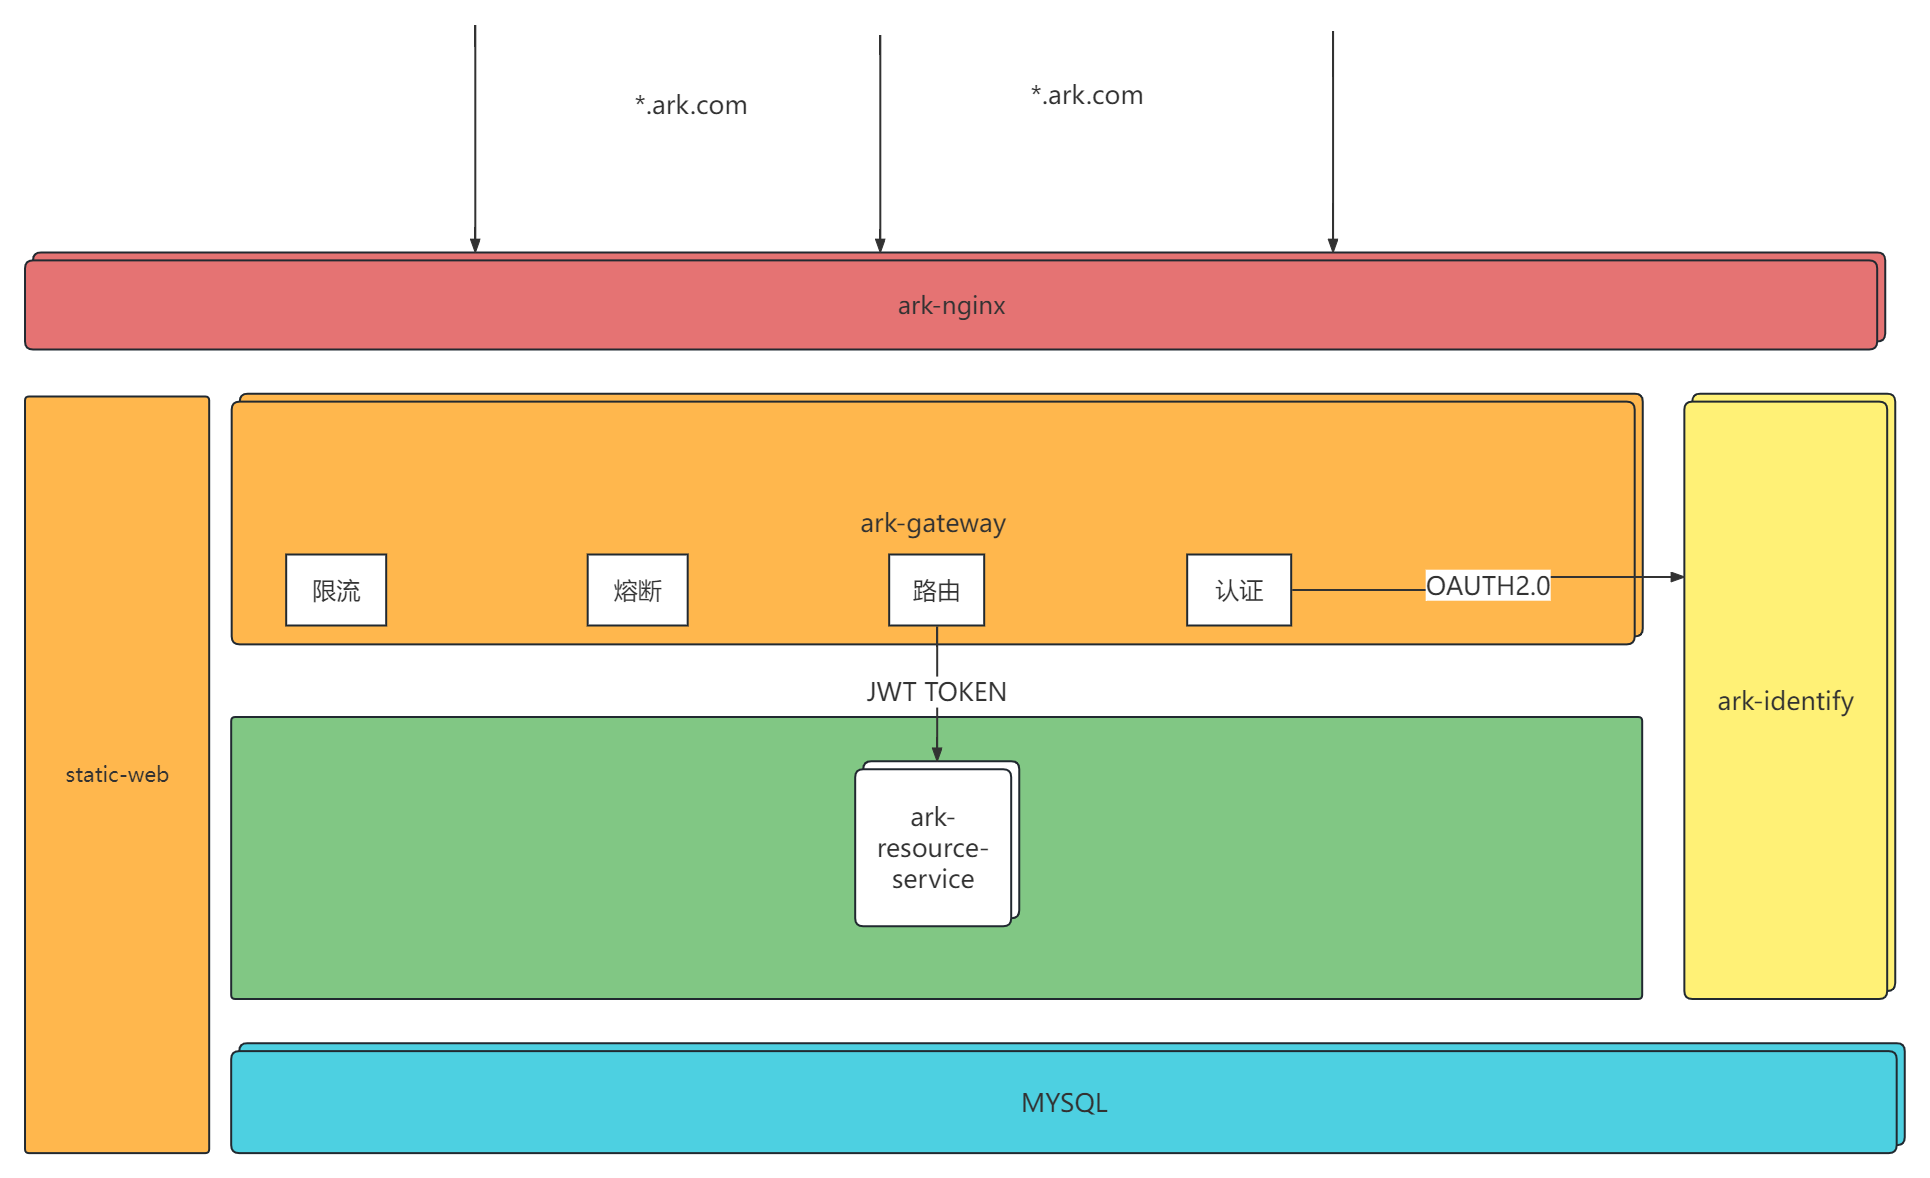 *.ark.com
*.ark.com
ark-nginx
ark-gateway
限流
熔断
路由
认证
OAUTH2.0
JWT TOKEN
ark-identify
static-web
ark-
resource-
service
MYSQL